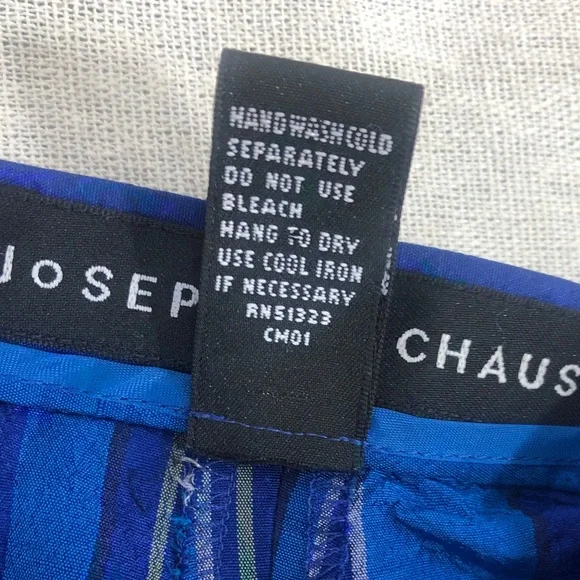 HAND WASH COLD
SEPARATELY
DO NOT USE
BLEACH
HANG TO DRY
USE COOL IRON
IF NECESSARY
RN51323
CM01
JoSEP
CHAUS